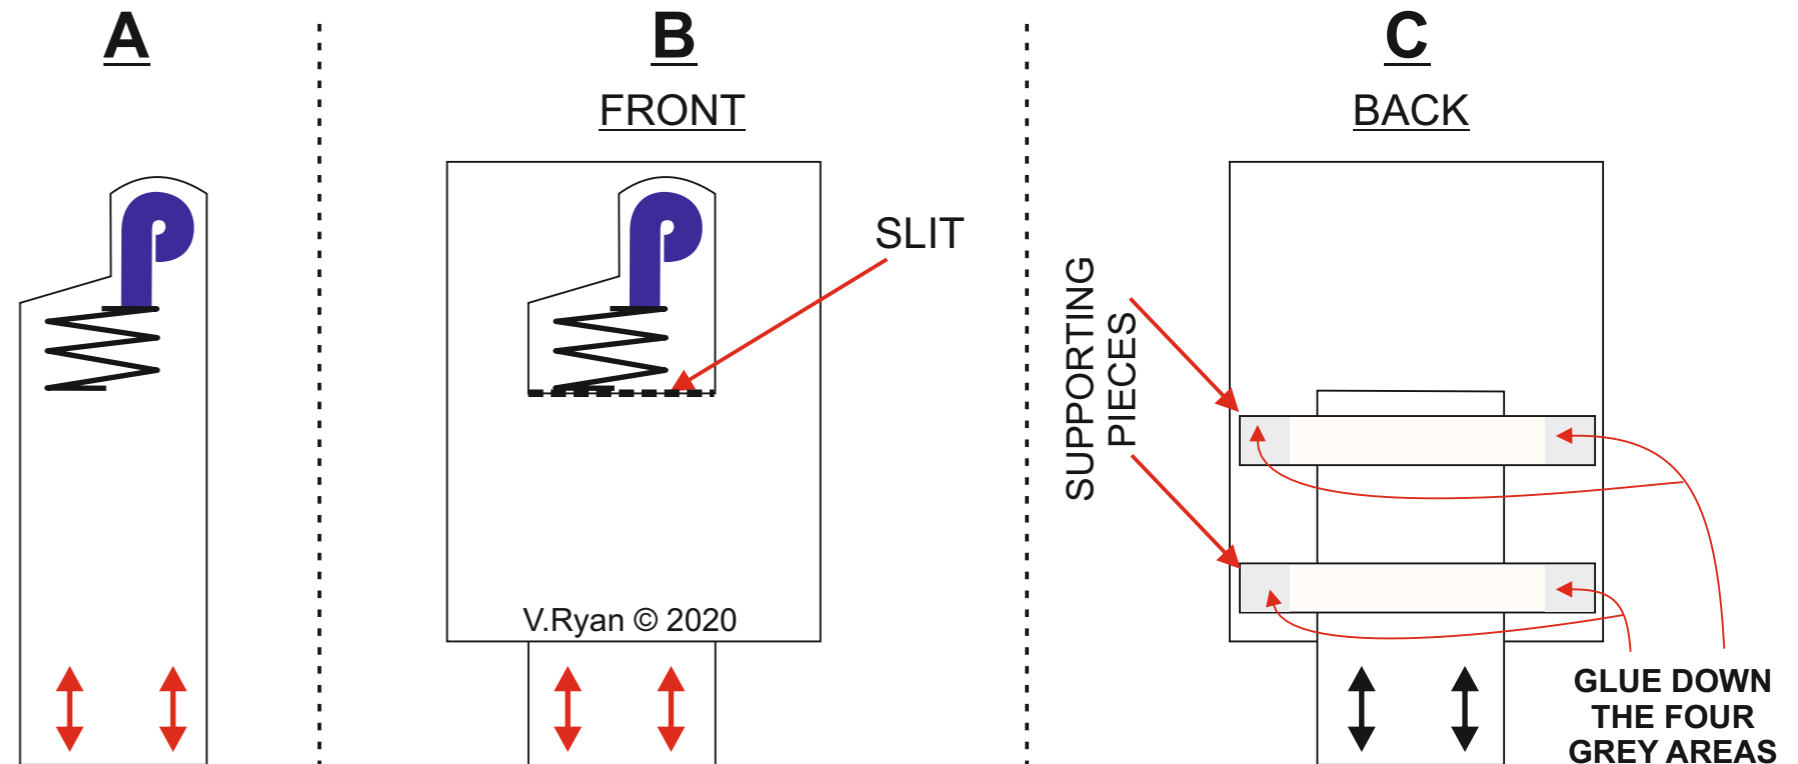 A
B
FRONT
SLIT
V.Ryan © 2020
C
BACK
SUPPORTING
PIECES
GLUE DOWN
THE FOUR
GREY AREAS